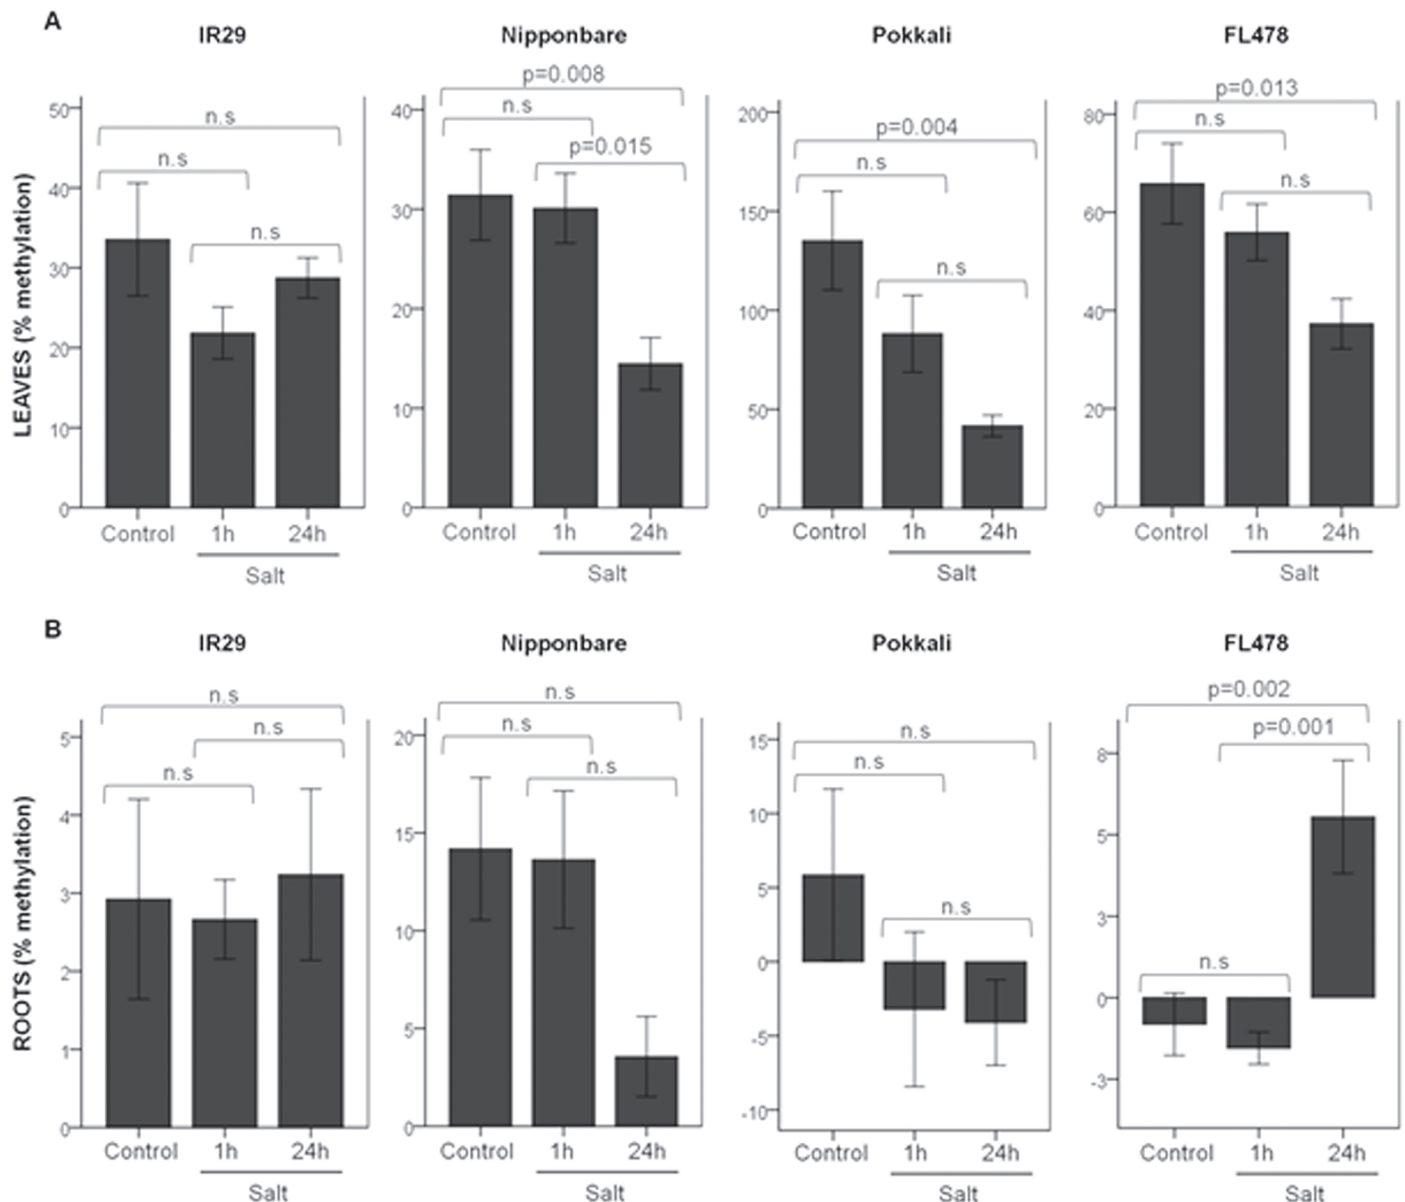 A
IR29 Nipponbare Pokkali FL478
LEAVES (% methylation)
50
40
30
20
10
0
n.s
n.s
n.s
Control 1h 24h
Salt
40
30
20
10
0
p=0.008
n.s
p=0.015
Control 1h 24h
Salt
200
150
100
50
0
p=0.004
n.s
n.s
Control 1h 24h
Salt
80
60
40
20
0
p=0.013
n.s
n.s
Control 1h 24h
Salt
B
IR29 Nipponbare Pokkali FL478
ROOTS (% methylation)
5
4
3
2
1
0
n.s
n.s
n.s
Control 1h 24h
Salt
20
15
10
5
0
n.s
n.s
n.s
Control 1h 24h
Salt
15
10
5
0
-5
-10
n.s
n.s
n.s
Control 1h 24h
Salt
8
5
3
0
-3
p=0.002
p=0.001
n.s
Control 1h 24h
Salt